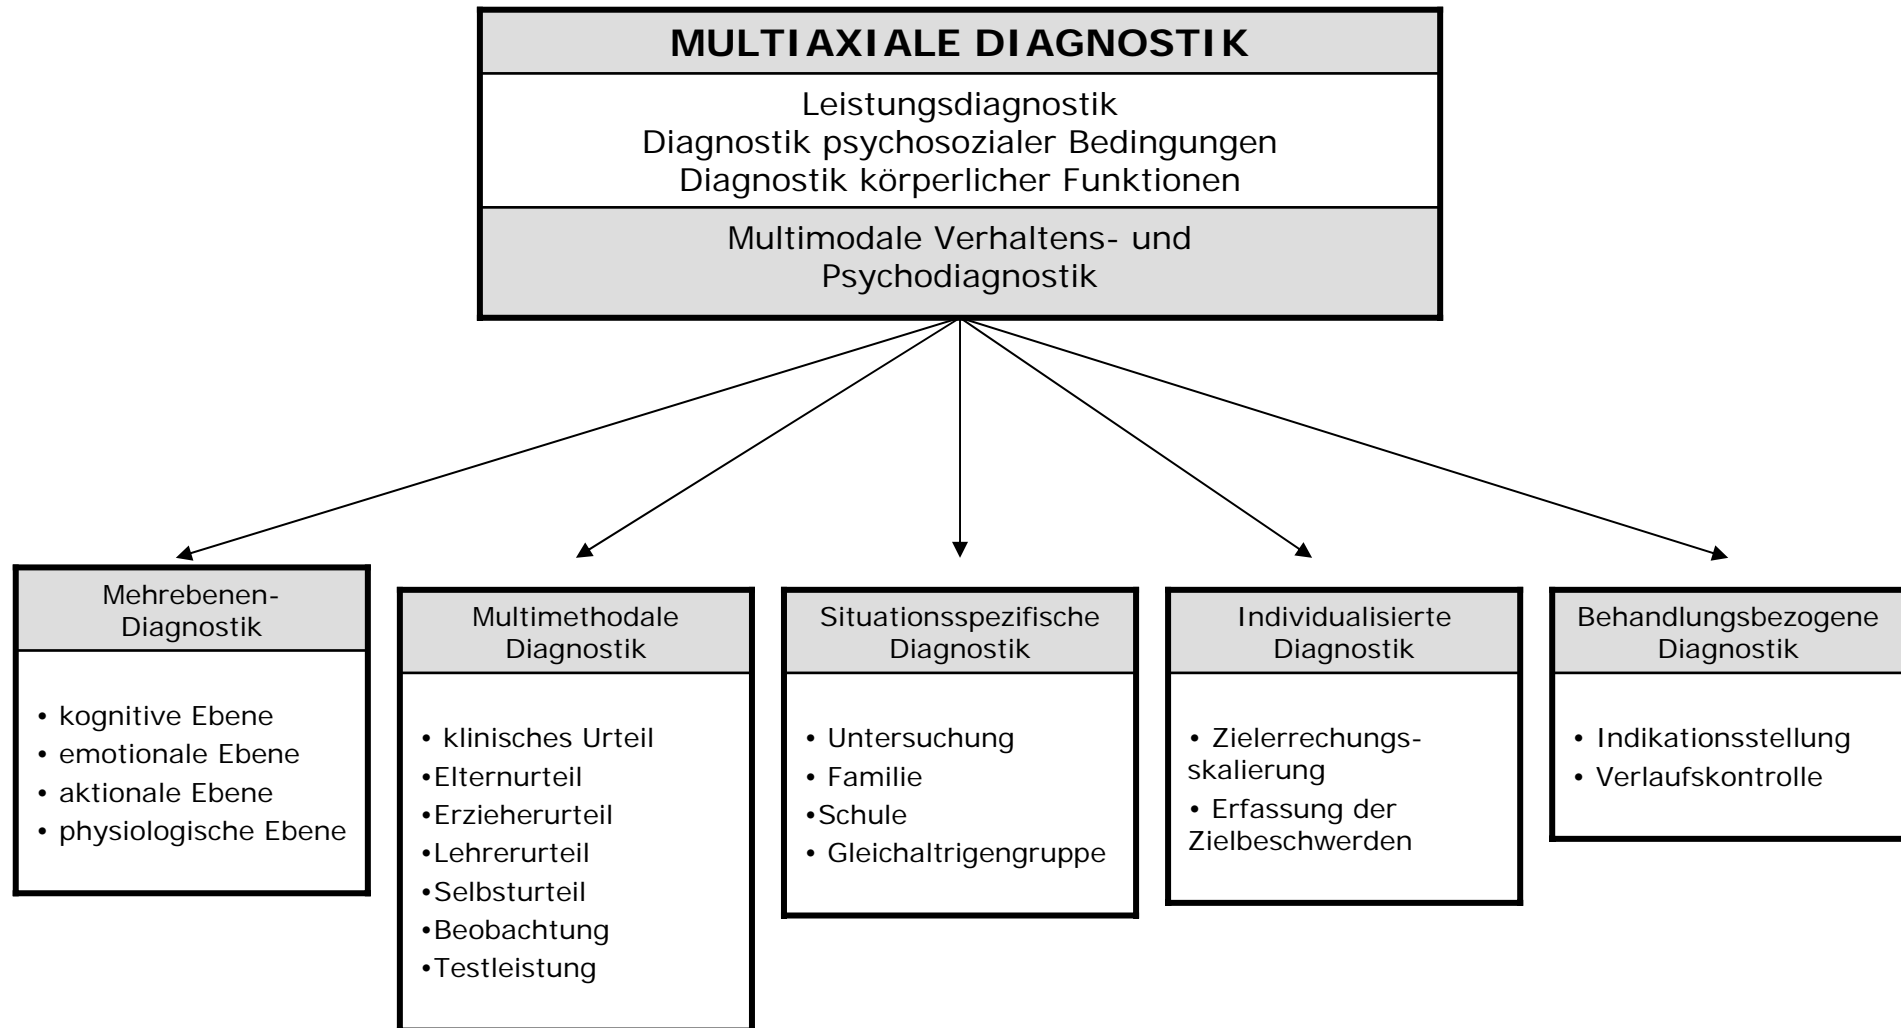 MULTIAXIALE DIAGNOSTIK
Leistungsdiagnostik
Diagnostik psychosozialer Bedingungen
Diagnostik körperlicher Funktionen
Multimodale Verhaltens- und
Psychodiagnostik
Mehrebenen-
Diagnostik
• kognitive Ebene
• emotionale Ebene
• aktionale Ebene
• physiologische Ebene
Multimethodale
Diagnostik
• klinisches Urteil
•Elternurteil
•Erzieherurteil
•Lehrerurteil
•Selbsturteil
•Beobachtung
•Testleistung
Situationsspezifische
Diagnostik
• Untersuchung
• Familie
•Schule
• Gleichaltrigengruppe
Individualisierte
Diagnostik
• Zielerrechungs-
skalierung
• Erfassung der
Zielbeschwerden
Behandlungsbezogene
Diagnostik
• Indikationsstellung
• Verlaufskontrolle